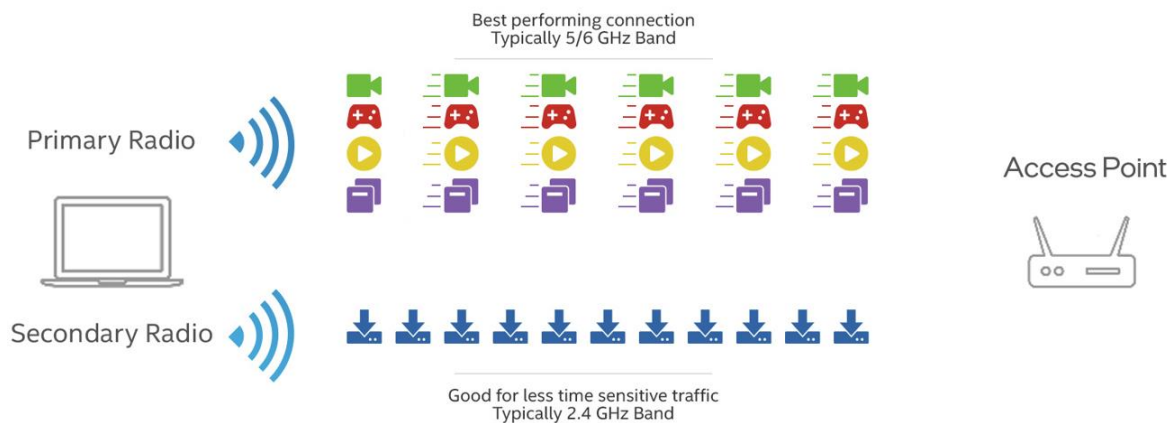 Best performing connection
Typically 5/6 GHz Band
Primary Radio
Access Point
Secondary Radio
Good for less time sensitive traffic
Typically 2.4 GHz Band